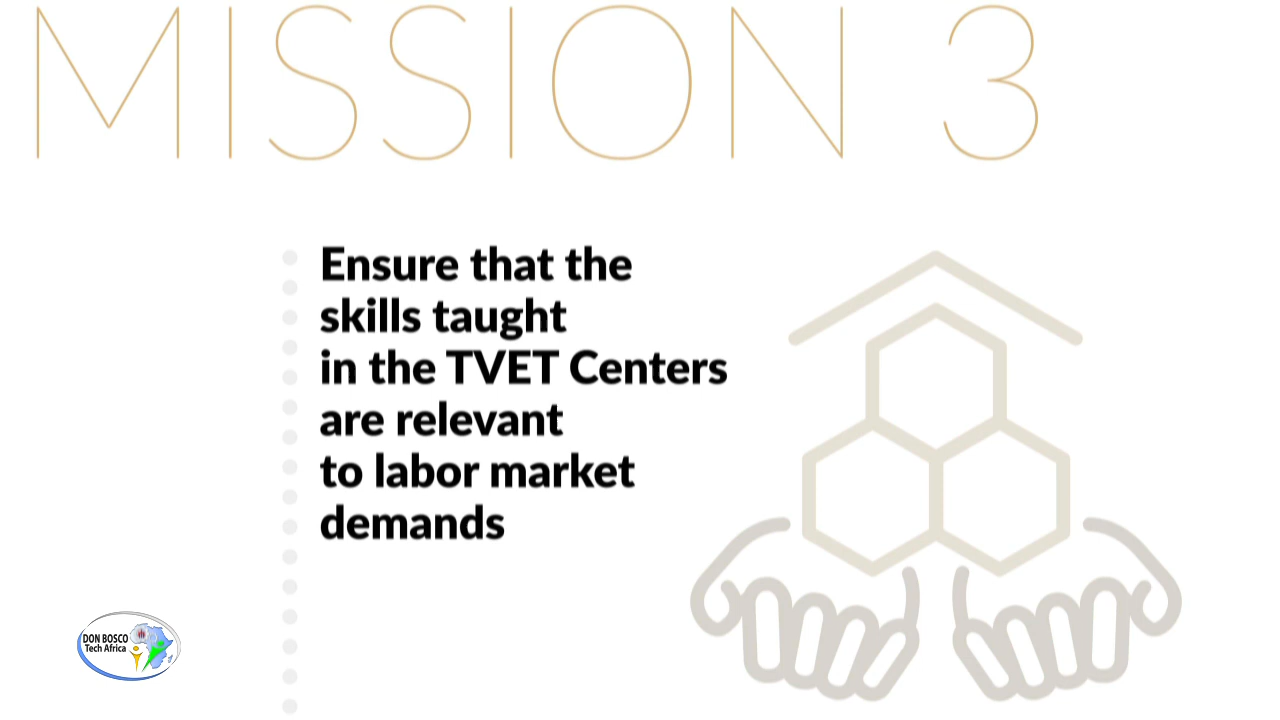 MISSION 3
Ensure that the
skills taught
in the TVET Centers
are relevant
to labor market
demands
DON BOSCO
Tech Africa